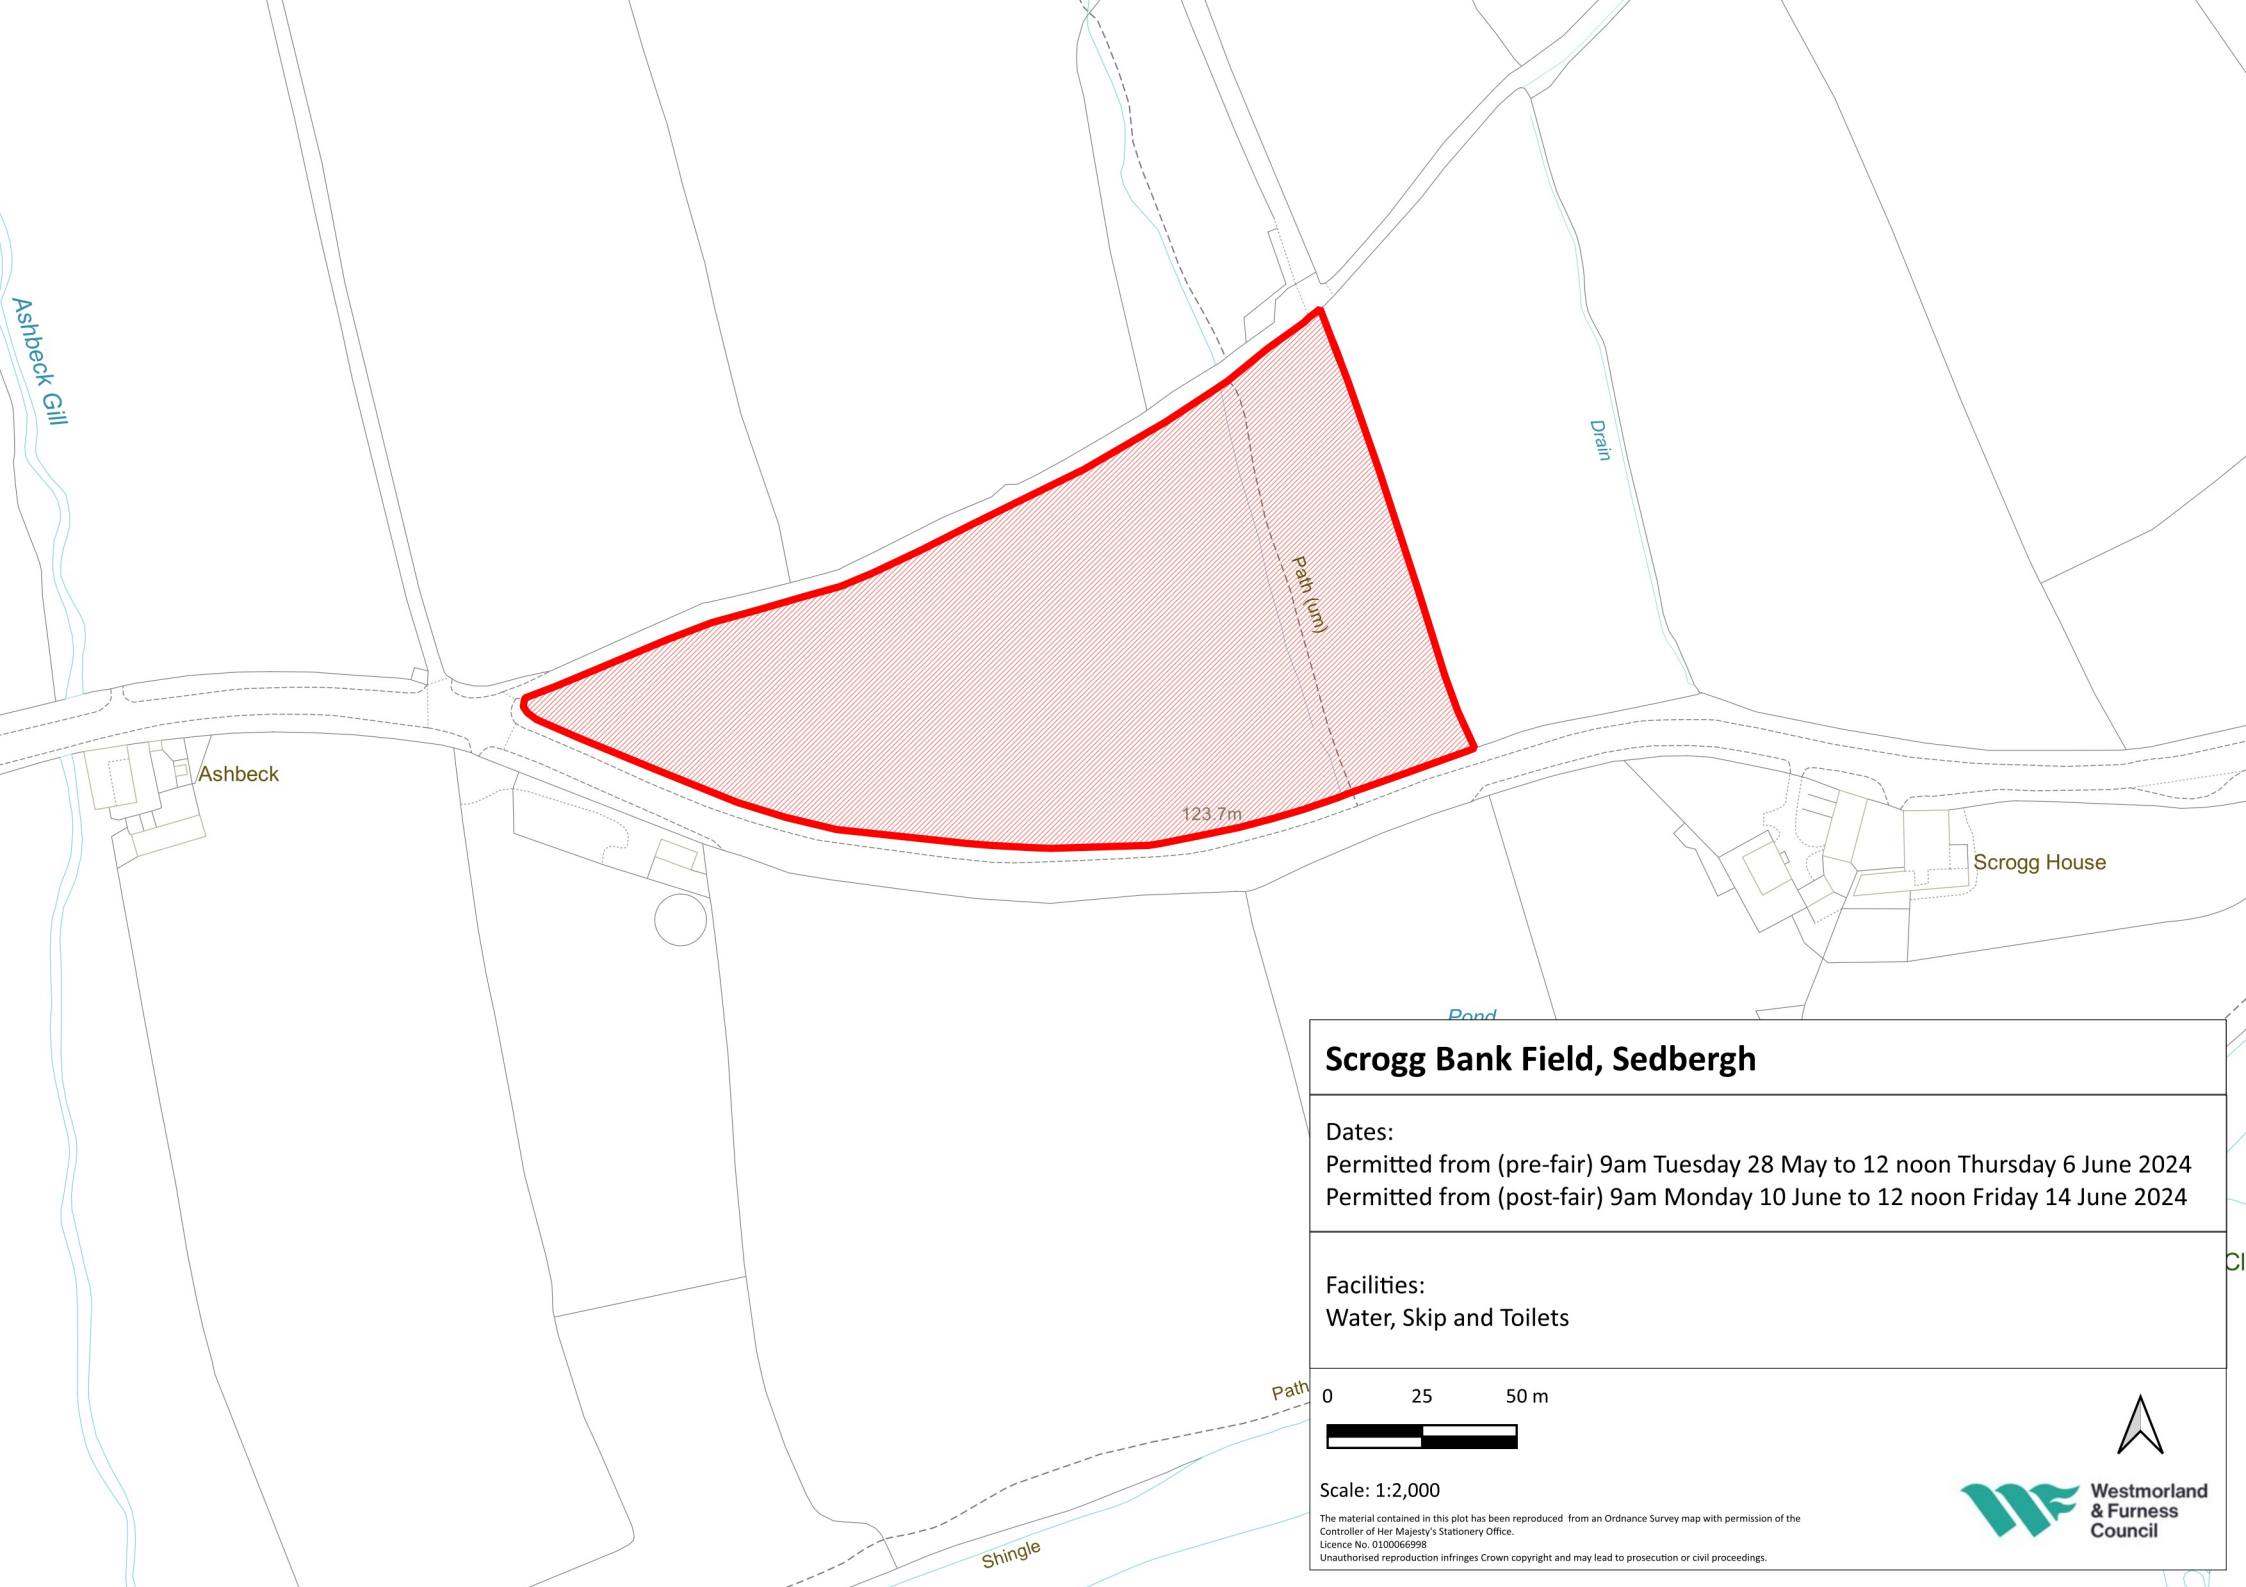 Ashbeck Gill
Drain
Path (um)
Ashbeck
123.7m
Scrogg House
Pond
Scrogg Bank Field, Sedbergh
Dates:
Permitted from (pre-fair) 9am Tuesday 28 May to 12 noon Thursday 6 June 2024
Permitted from (post-fair) 9am Monday 10 June to 12 noon Friday 14 June 2024
Cl
Facilities:
Water, Skip and Toilets
Path
0 25 50 m
Scale: 1:2,000
The material contained in this plot has been reproduced from an Ordnance Survey map with permission of the
Controller of Her Majesty's Stationery Office.
Licence No. 0100066998
Unauthorised reproduction infringes Crown copyright and may lead to prosecution or civil proceedings.
Westmorland
& Furness
Council
Shingle